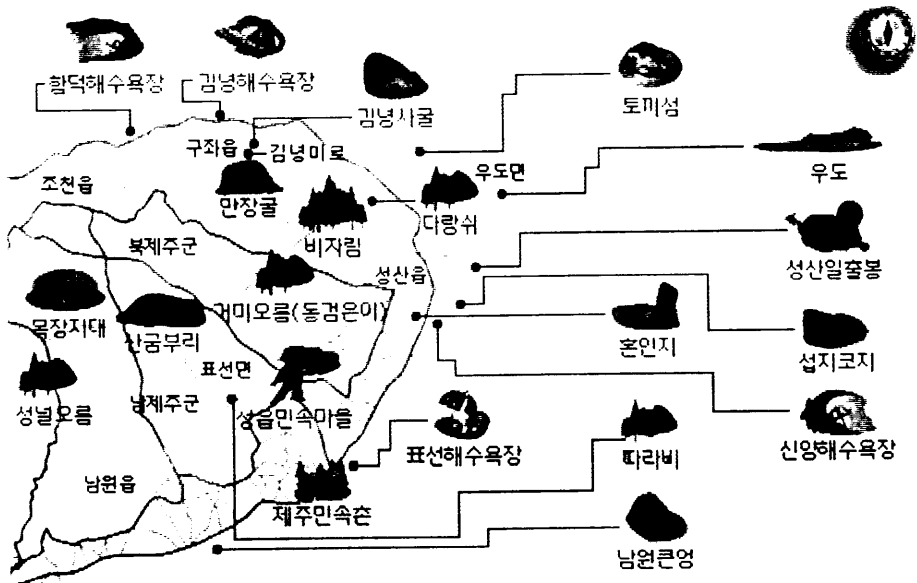 함덕해수욕장
김녕해수욕장
김녕사굴
토끼섬
구좌읍
김녕미로
우도면
우도
조천읍
만장굴
비자림
다랑쉬
북제주군
성산읍
성산일출봉
거미오름(동검은이)
목장지대
산굼부리
혼인지
섭지코지
표선면
성널오름
남제주군
성읍민속마을
표선해수욕장
따라비
신양해수욕장
남원읍
제주민속촌
남원큰엉